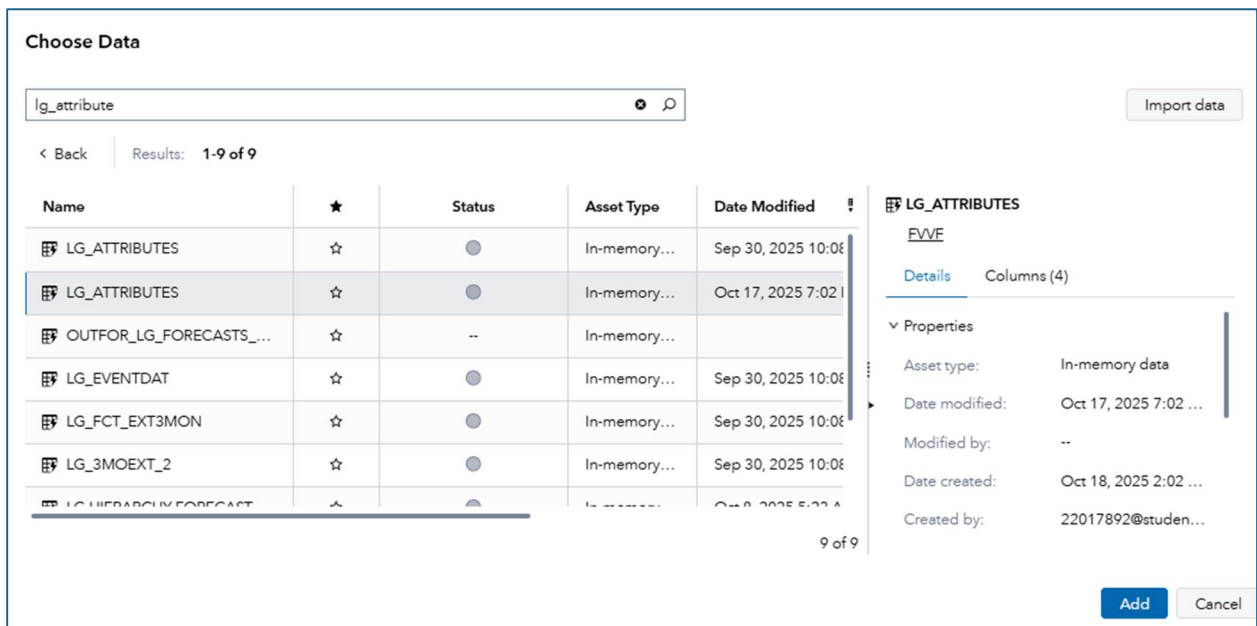 Choose Data
lg_attribute
Import data
< Back Results: 1-9 of 9
Name ★ Status Asset Type Date Modified
LG_ATTRIBUTES In-memory... Sep 30, 2025 10:08
LG_ATTRIBUTES In-memory... Oct 17, 2025 7:02
OUTFOR_LG_FORECASTS_... -- In-memory...
LG_EVENTDAT In-memory... Sep 30, 2025 10:08
LG_FCT_EXT3MON In-memory... Sep 30, 2025 10:08
LG_3MOEXT_2 In-memory... Sep 30, 2025 10:08
9 of 9
LG_ATTRIBUTES
FVVF
Details Columns (4)
Properties
Asset type: In-memory data
Date modified: Oct 17, 2025 7:02 ...
Modified by: --
Date created: Oct 18, 2025 2:02 ...
Created by: 22017892@studen...
Add Cancel